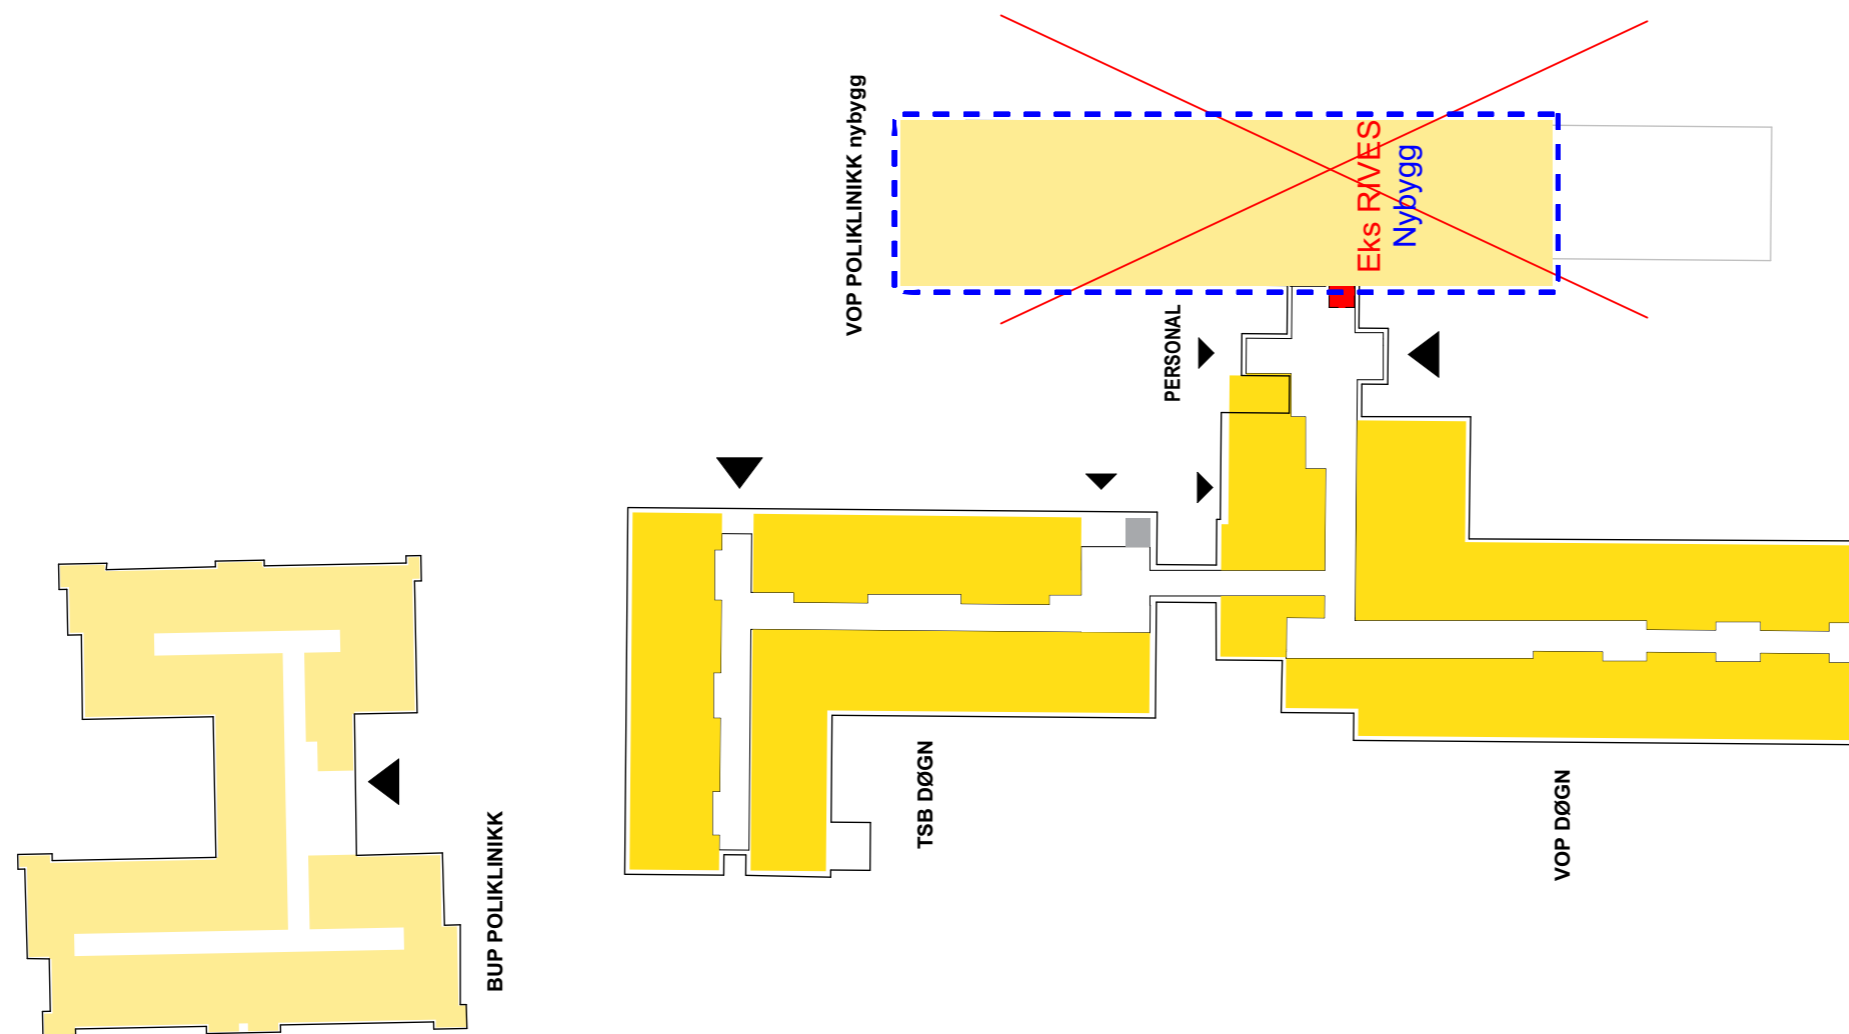 VOP POLIKLINIKK nybygg
Eks RIVES
Nybygg
PERSONAL
TSB DØGN
VOP DØGN
BUP POLIKLINIKK